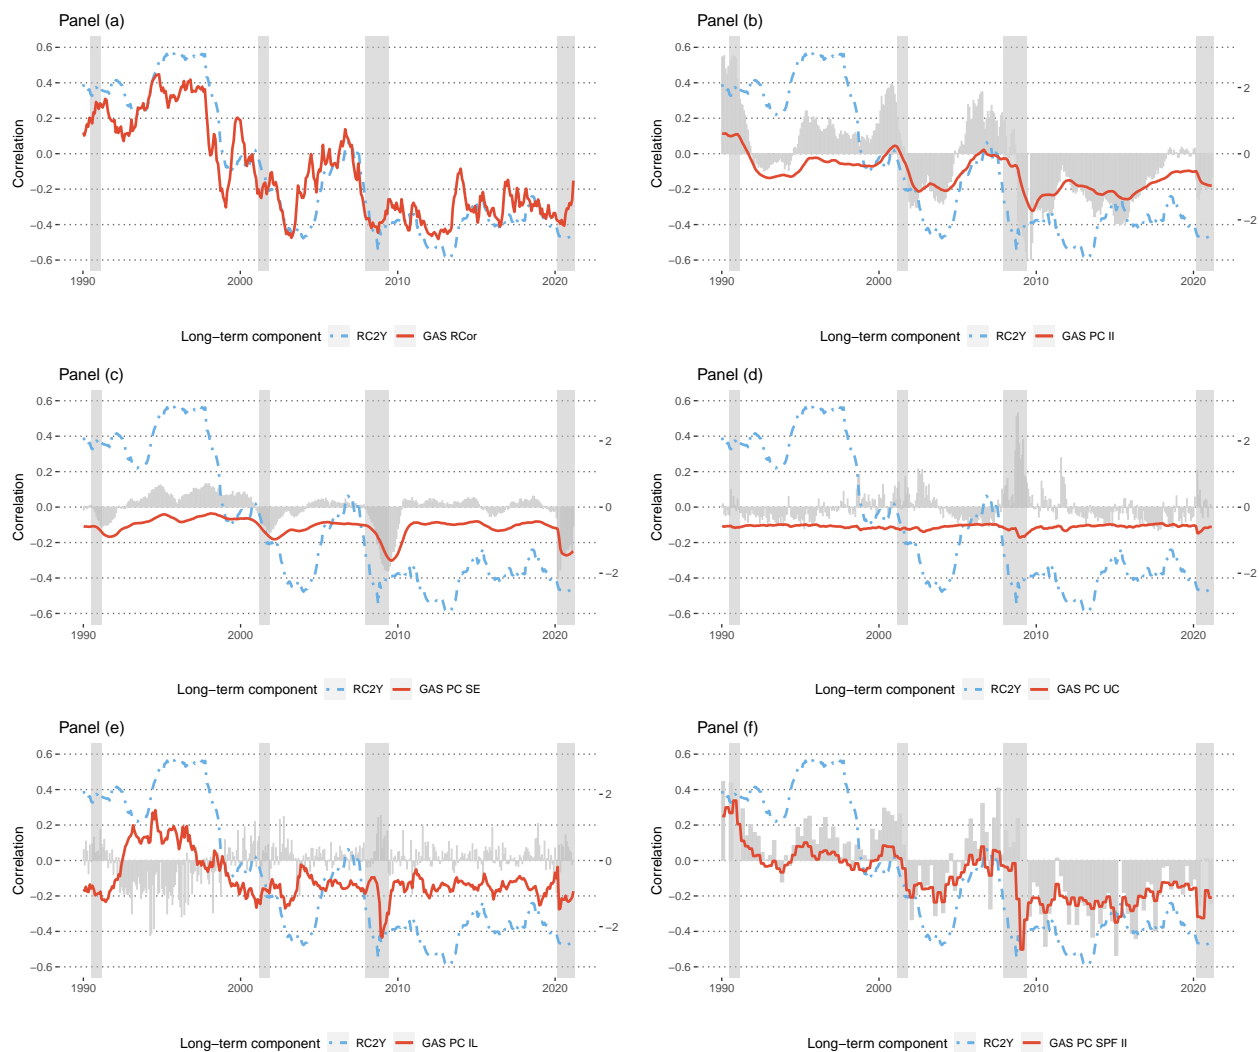 Panel (a)
0.6
0.4
0.2
0.0
−0.2
−0.4
−0.6
Correlation
1990 2000 2010 2020
Long−term component RC2Y GAS RCor
Panel (b)
0.6
0.4
0.2
0.0
−0.2
−0.4
−0.6
Correlation
2
0
−2
1990 2000 2010 2020
Long−term component RC2Y GAS PC II
Panel (c)
0.6
0.4
0.2
0.0
−0.2
−0.4
−0.6
Correlation
2
0
−2
1990 2000 2010 2020
Long−term component RC2Y GAS PC SE
Panel (d)
0.6
0.4
0.2
0.0
−0.2
−0.4
−0.6
Correlation
2
0
−2
1990 2000 2010 2020
Long−term component RC2Y GAS PC UC
Panel (e)
0.6
0.4
0.2
0.0
−0.2
−0.4
−0.6
Correlation
2
0
−2
1990 2000 2010 2020
Long−term component RC2Y GAS PC IL
Panel (f)
0.6
0.4
0.2
0.0
−0.2
−0.4
−0.6
Correlation
1990 2000 2010 2020
Long−term component RC2Y GAS PC SPF II